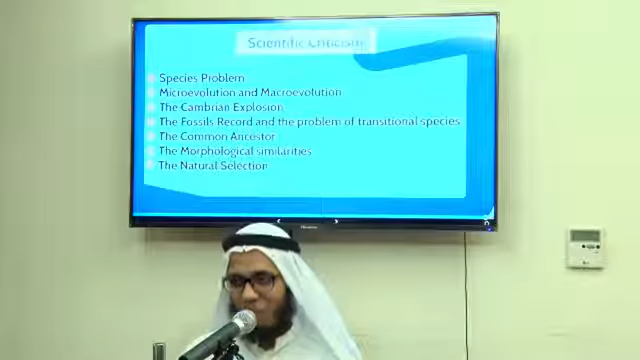 Scientific Criticism
Species Problem
Microevolution and Macroevolution
The Cambrian Explosion
The Fossils Record and the problem of transitional species
The Common Ancestor
The Morphological similarities
The Natural Selection